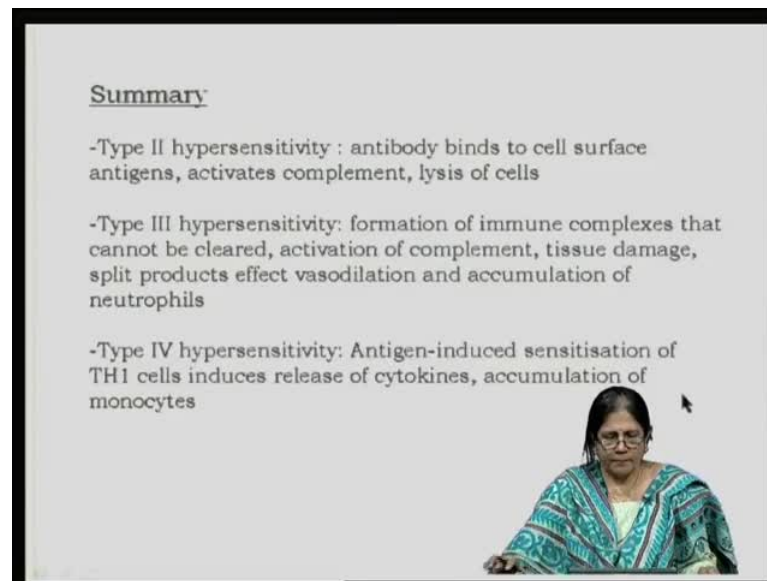 Summary
-Type II hypersensitivity : antibody binds to cell surface
antigens, activates complement, lysis of cells
-Type III hypersensitivity: formation of immune complexes that
cannot be cleared, activation of complement, tissue damage,
split products effect vasodilation and accumulation of
neutrophils
-Type IV hypersensitivity: Antigen-induced sensitisation of
TH1 cells induces release of cytokines, accumulation of
monocytes